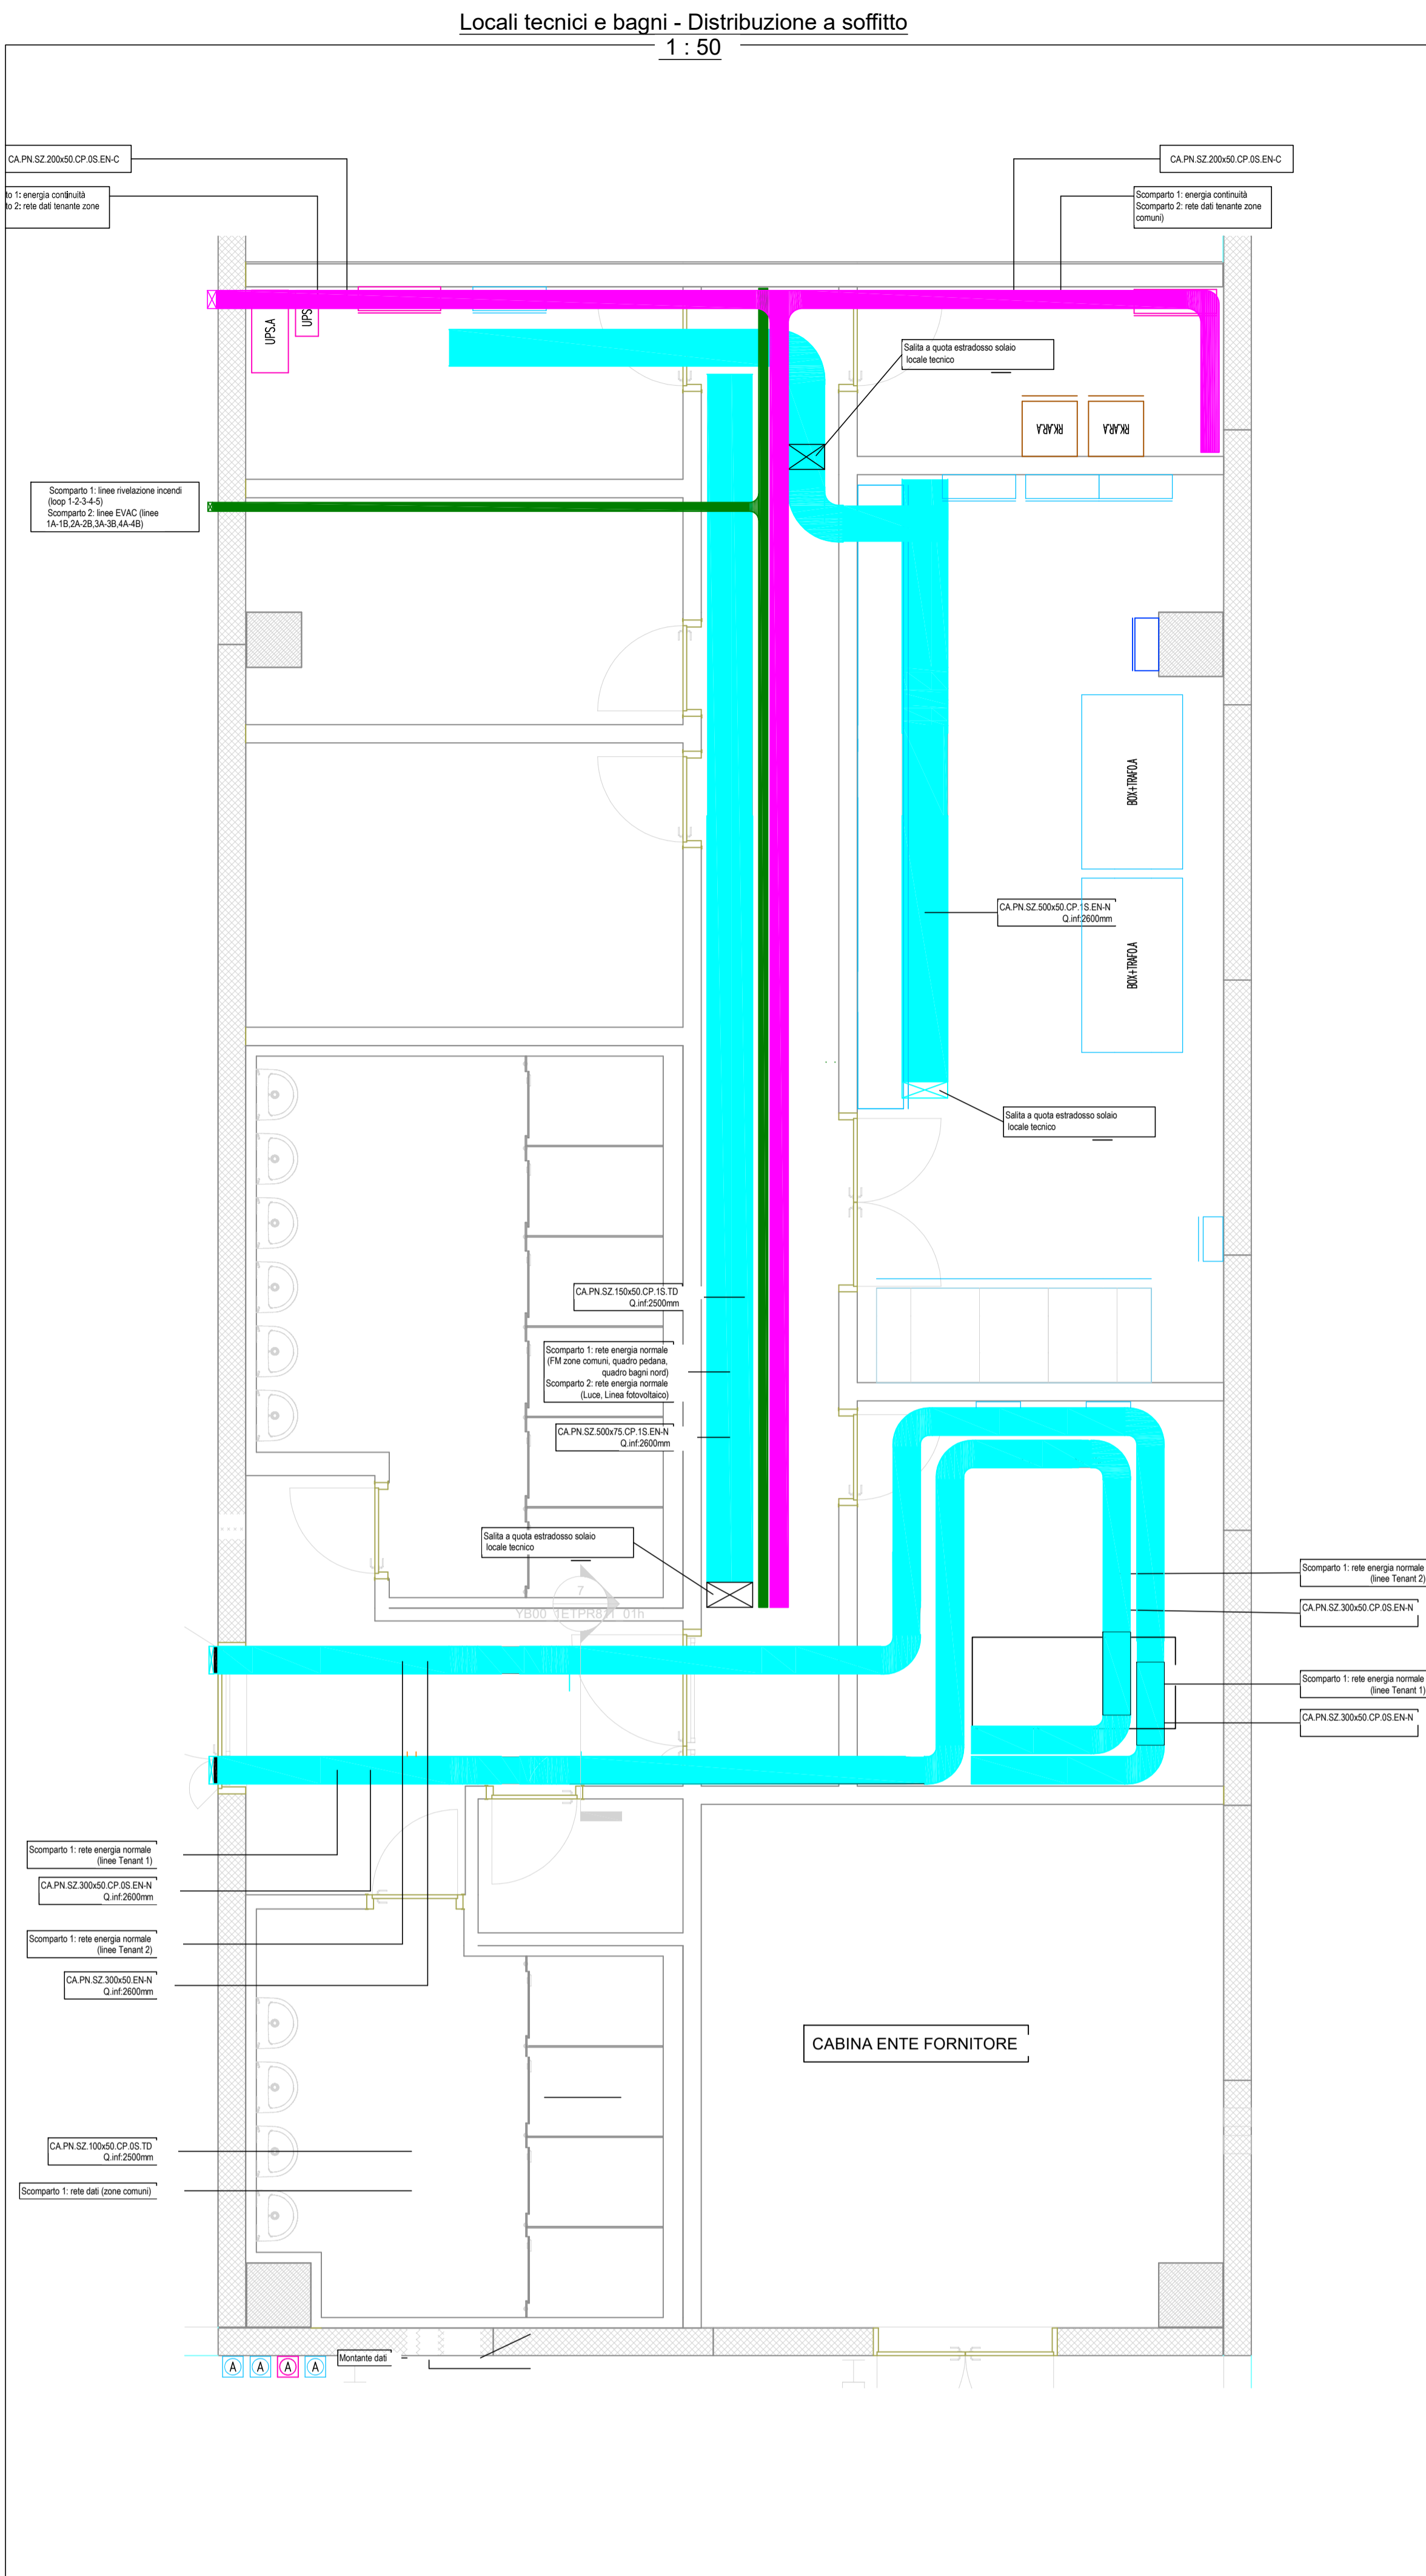 Locali tecnici e bagni - Distribuzione a soffitto
1 : 50
CA.PN.SZ.200x50.CP.0S.EN-C
CA.PN.SZ.200x50.CP.0S.EN-C
to 1: energia continuità
to 2: rete dati tenante zone
Scomparto 1: energia continuità
Scomparto 2: rete dati tenante zone
comuni)
UPS.A
UPS
Salita a quota estradosso solaio
locale tecnico
RK.AR.A
RK.AR.A
Scomparto 1: linee rivelazione incendi
(loop 1-2-3-4-5)
Scomparto 2: linee EVAC (linee
1A-1B,2A-2B,3A-3B,4A-4B)
BOX+TRAFO.A
CA.PN.SZ.500x50.CP.1S.EN-N
Q.inf:2600mm
BOX+TRAFO.A
Salita a quota estradosso solaio
locale tecnico
CA.PN.SZ.150x50.CP.1S.TD
Q.inf:2500mm
Scomparto 1: rete energia normale
(FM zone comuni, quadro pedana,
quadro bagni nord)
Scomparto 2: rete energia normale
(Luce, Linea fotovoltaico)
CA.PN.SZ.500x75.CP.1S.EN-N
Q.inf:2600mm
Salita a quota estradosso solaio
locale tecnico
7
Scomparto 1: rete energia normale
(linee Tenant 2)
CA.PN.SZ.300x50.CP.0S.EN-N
Scomparto 1: rete energia normale
(linee Tenant 1)
CA.PN.SZ.300x50.CP.0S.EN-N
Scomparto 1: rete energia normale
(linee Tenant 1)
CA.PN.SZ.300x50.CP.0S.EN-N
Q.inf:2600mm
Scomparto 1: rete energia normale
(linee Tenant 2)
CA.PN.SZ.300x50.EN-N
Q.inf:2600mm
CABINA ENTE FORNITORE
CA.PN.SZ.100x50.CP.0S.TD
Q.inf:2500mm
Scomparto 1: rete dati (zone comuni)
Montante dati
A A A A